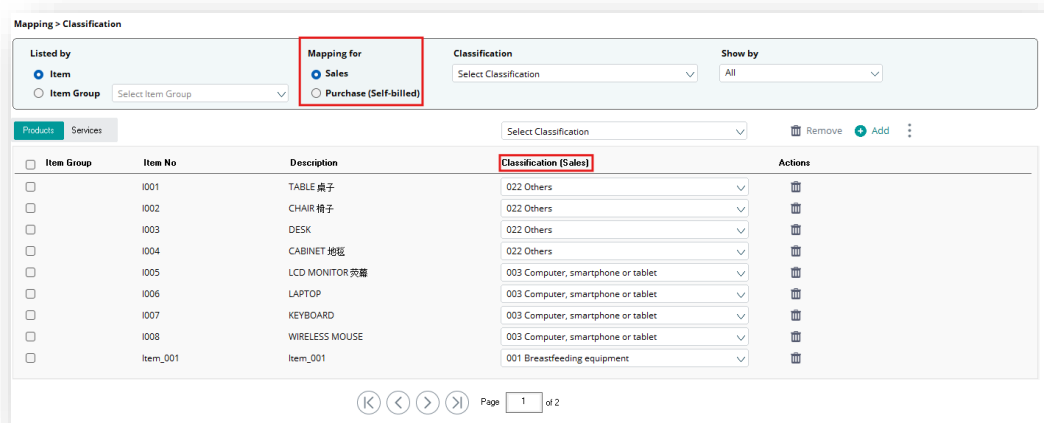 Mapping > Classification
Listed by Mapping for Classification Show by
Item Sales Select Classification All
Item Group Select Item Group Purchase (Self-billed)
Products Services Select Classification Remove Add
Item Group Item No Description Classification (Sales) Actions
I001 TABLE 桌子 022 Others
I002 CHAIR 椅子 022 Others
I003 DESK 022 Others
I004 CABINET 地毯 022 Others
I005 LCD MONITOR 荧幕 003 Computer, smartphone or tablet
I006 LAPTOP 003 Computer, smartphone or tablet
I007 KEYBOARD 003 Computer, smartphone or tablet
I008 WIRELESS MOUSE 003 Computer, smartphone or tablet
Item_001 Item_001 001 Breastfeeding equipment
Page 1 of 2